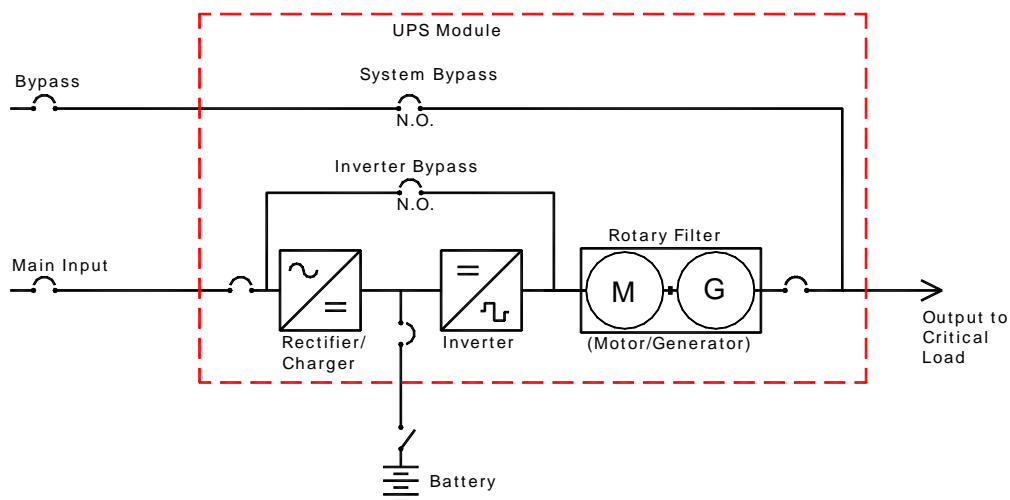 UPS Module
Bypass
System Bypass
N.O.
Inverter Bypass
N.O.
Main Input
Rotary Filter
M
G
Rectifier/
Charger
Inverter
(Motor/Generator)
Output to
Critical
Load
Battery